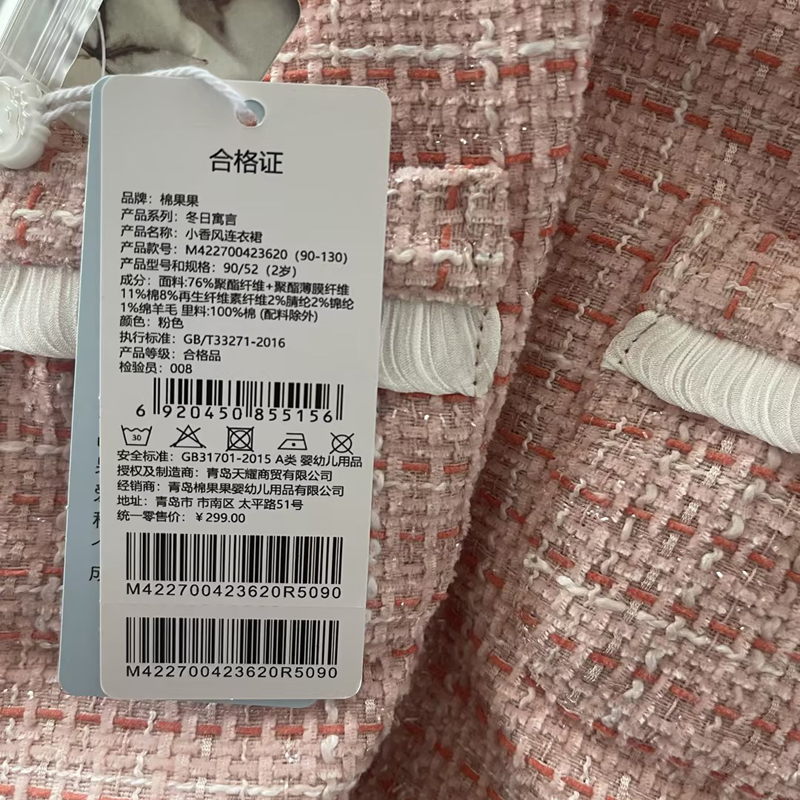 合格证
品牌：棉果果
产品系列：冬日寓言
产品名称：小香风连衣裙
产品款号：M422700423620（90-130）
产品型号和规格：90/52（2岁）
成分：面料:76%聚酯纤维+聚酯薄膜纤维
11%棉8%再生纤维素纤维2%腈纶2%锦纶
1%绵羊毛 里料:100%棉 (配料除外)
颜色：粉色
执行标准：GB/T33271-2016
产品等级：合格品
检验员：008
6 920450 855156
30
安全标准：GB31701-2015 A类 婴幼儿用品
授权及制造商：青岛天耀商贸有限公司
经销商：青岛棉果果婴幼儿用品有限公司
地址：青岛市 市南区 太平路51号
统一零售价：￥299.00
M422700423620R5090
M422700423620R5090